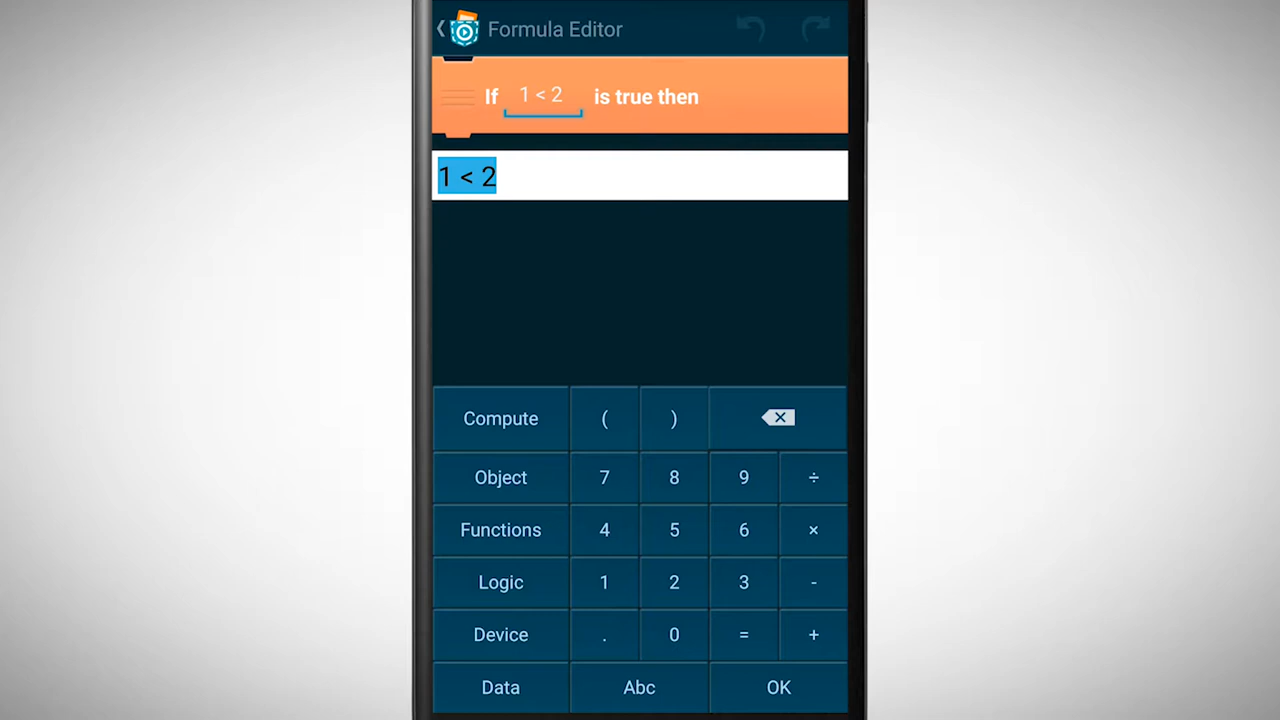 Formula Editor
If 1 < 2 is true then
1 < 2
Compute ( )
Object 7 8 9 ÷
Functions 4 5 6 ×
Logic 1 2 3 -
Device . 0 = +
Data Abc OK